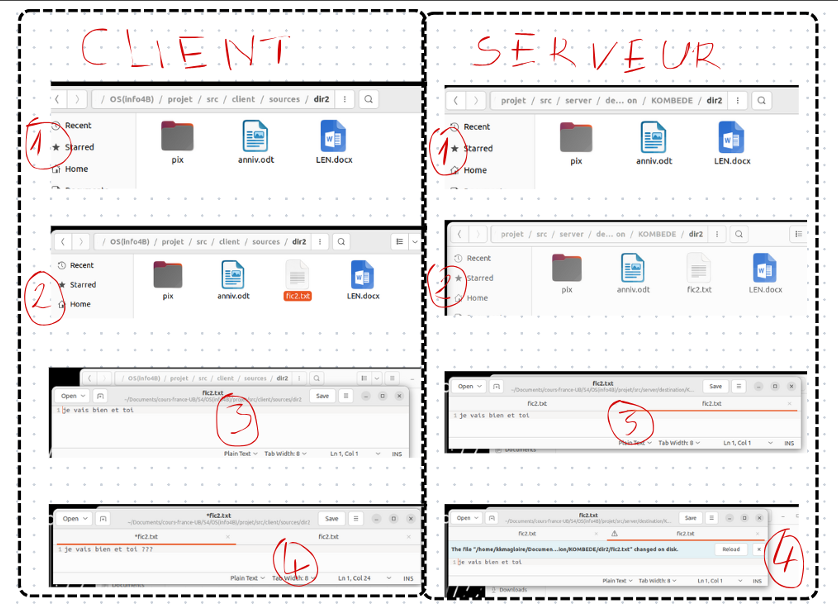 CLIENT
SERVEUR
/ OS(info4B) / projet / src / client / sources / dir2
Recent
Starred
Home
pix
anniv.odt
LEN.docx
1
projet / src / server / de... on / KOMBEDE / dir2
Recent
Starred
Home
pix
anniv.odt
LEN.docx
1
/ OS(info4B) / projet / src / client / sources / dir2
Recent
Starred
Home
pix
anniv.odt
fic2.txt
LEN.docx
2
projet / src / server / de... on / KOMBEDE / dir2
Recent
Starred
Home
pix
anniv.odt
fic2.txt
LEN.docx
2
/ OS(info4B) / projet / src / client / sources / dir2
Open
fic2.txt
~/Documents/cours-france-UB/S4/OS(info4B)/projet/src/client/sources/dir2
Save
1 je vais bien et toi
3
Plain Text Tab Width: 8 Ln 1, Col 1 INS
Open
fic2.txt
~/Documents/cours-france-UB/S4/OS(info4B)/projet/src/server/destination/K...
Save
fic2.txt fic2.txt
1 je vais bien et toi
3
Plain Text Tab Width: 8 Ln 1, Col 1 INS
Documents
Open
*fic2.txt
~/Documents/cours-france-UB/S4/OS(info4B)/projet/src/client/sources/dir2
Save
*fic2.txt fic2.txt
1 je vais bien et toi ???
4
Plain Text Tab Width: 8 Ln 1, Col 24 INS
Open
fic2.txt
Save
fic2.txt fic2.txt
The file "/home/kkmaglaire/Documen...ion/KOMBEDE/dir2/fic2.txt" changed on disk.
Reload
1 je vais bien et toi
4
Plain Text Tab Width: 8 Ln 1, Col 1 INS
Downloads